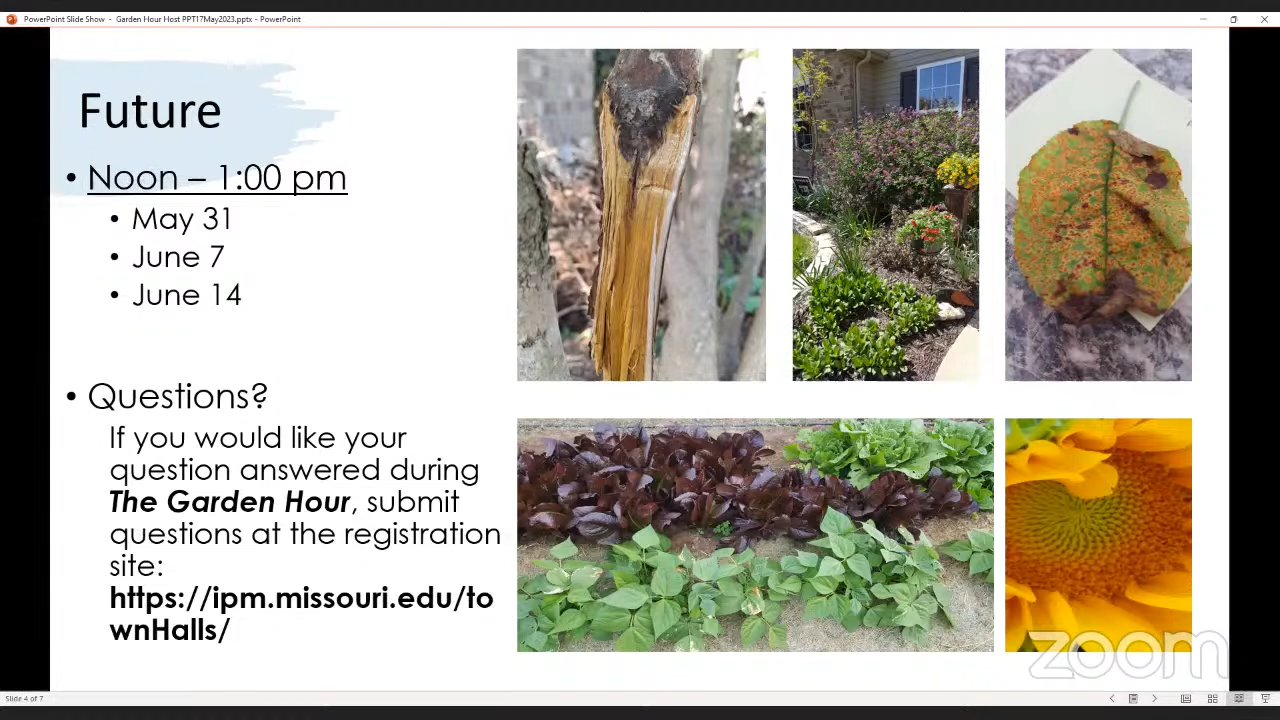 PowerPoint Slide Show - Garden Hour Host PPT17May2023.pptx - PowerPoint
Future
• Noon – 1:00 pm
• May 31
• June 7
• June 14
• Questions?
If you would like your
question answered during
The Garden Hour, submit
questions at the registration
site:
https://ipm.missouri.edu/to
wnHalls/
zoom
Slide 4 of 7